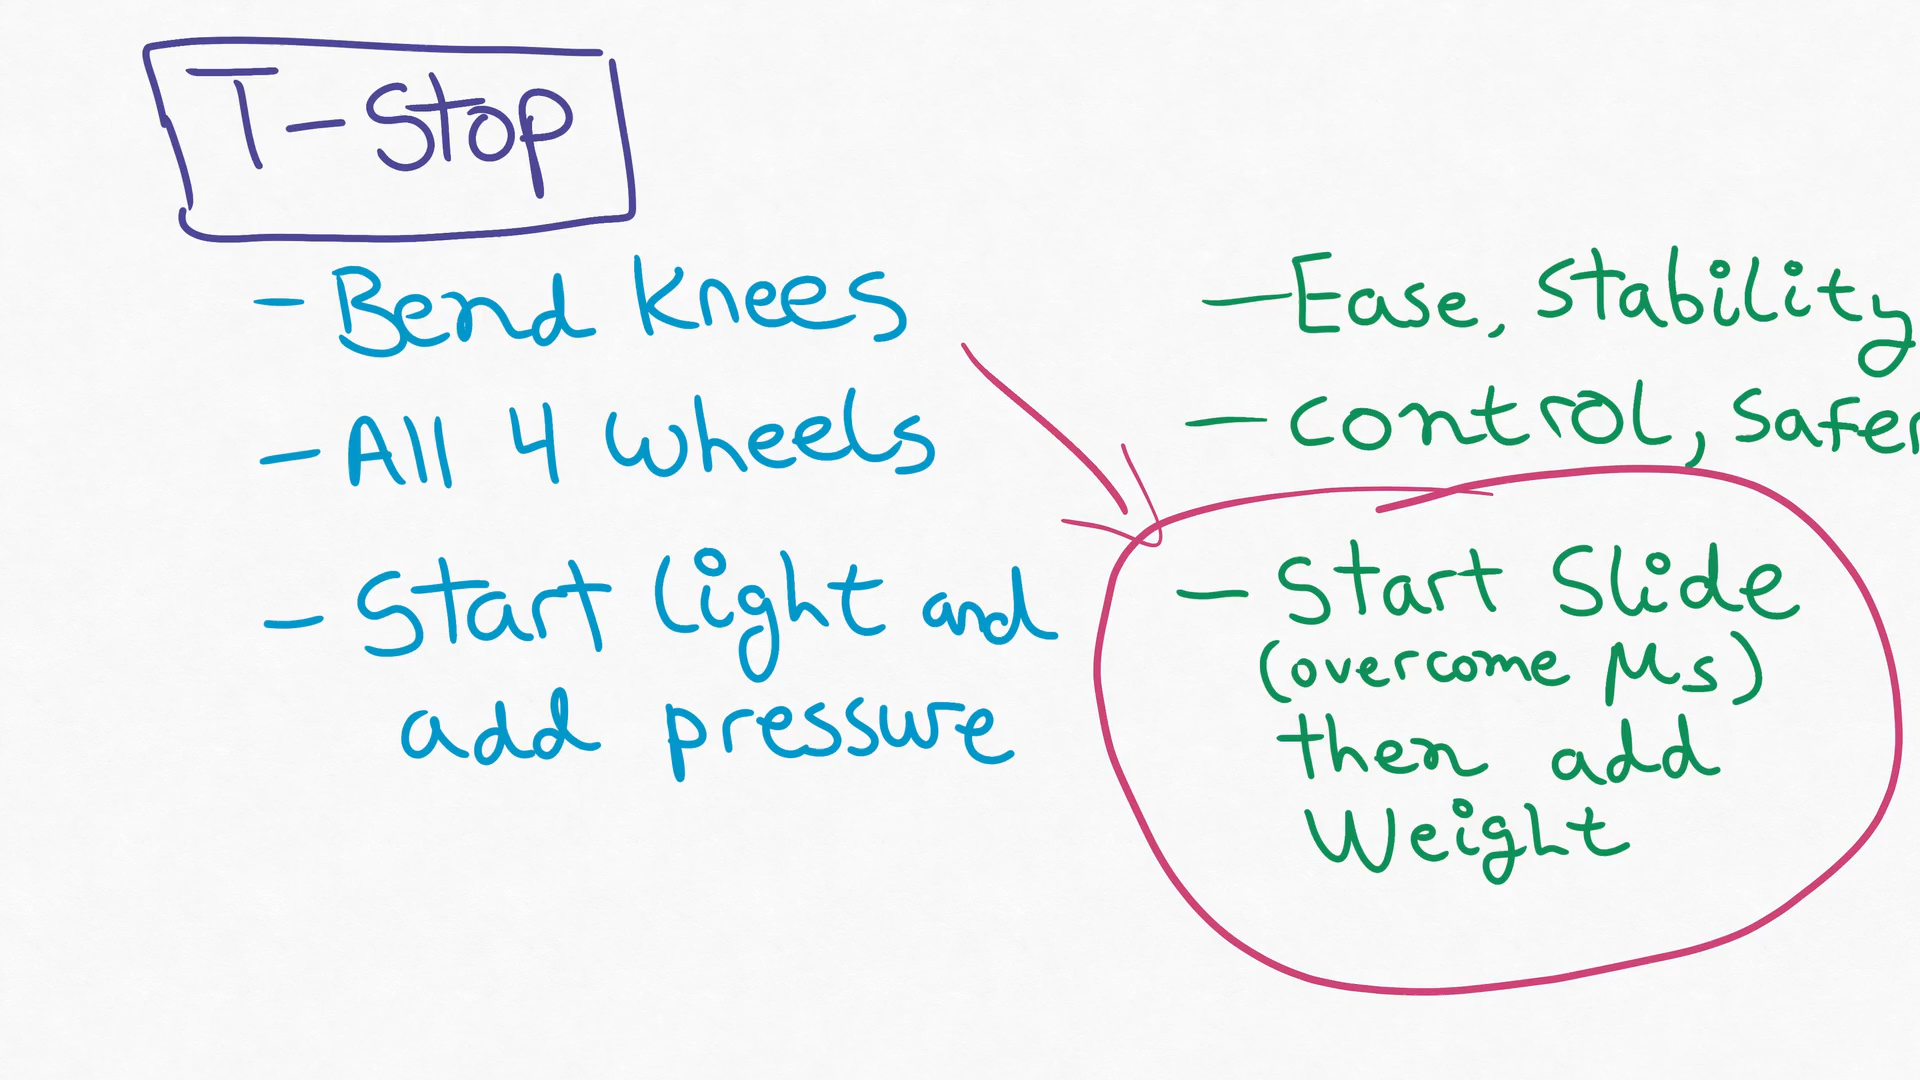 T-Stop
- Bend knees
- All 4 wheels
- Start light and
add pressure
- Ease, stability
- control, safer
- Start Slide
(overcome μs)
then add
Weight